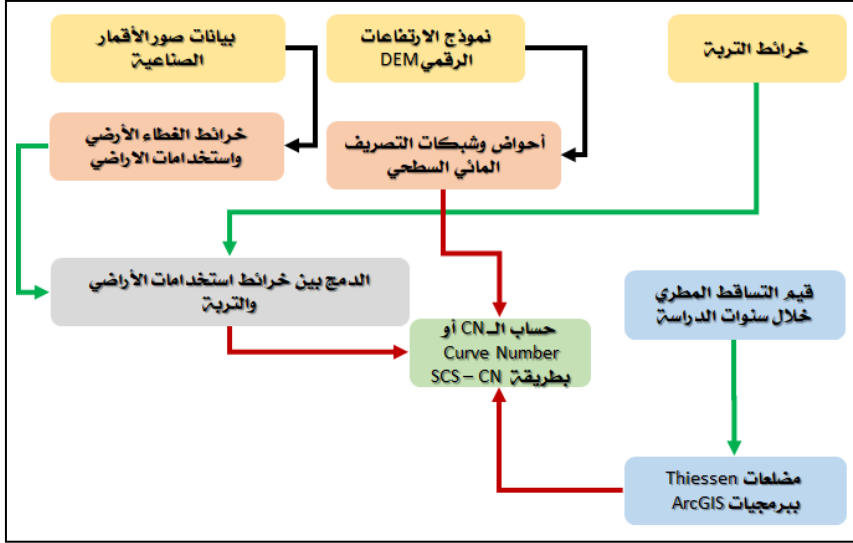 خرائط التربة
نموذج الارتفاعات
الرقمي DEM
بيانات صور الأقمار
الصناعية
أحواض وشبكات التصريف
المائي السطحي
خرائط الغطاء الأرضي
واستخدامات الاراضي
الدمج بين خرائط استخدامات الأراضي
والتربة
قيم التساقط المطري
خلال سنوات الدراسة
حساب الـ CN أو
Curve Number
بطريقة SCS – CN
مضلعات Thiessen
ببرمجيات ArcGIS